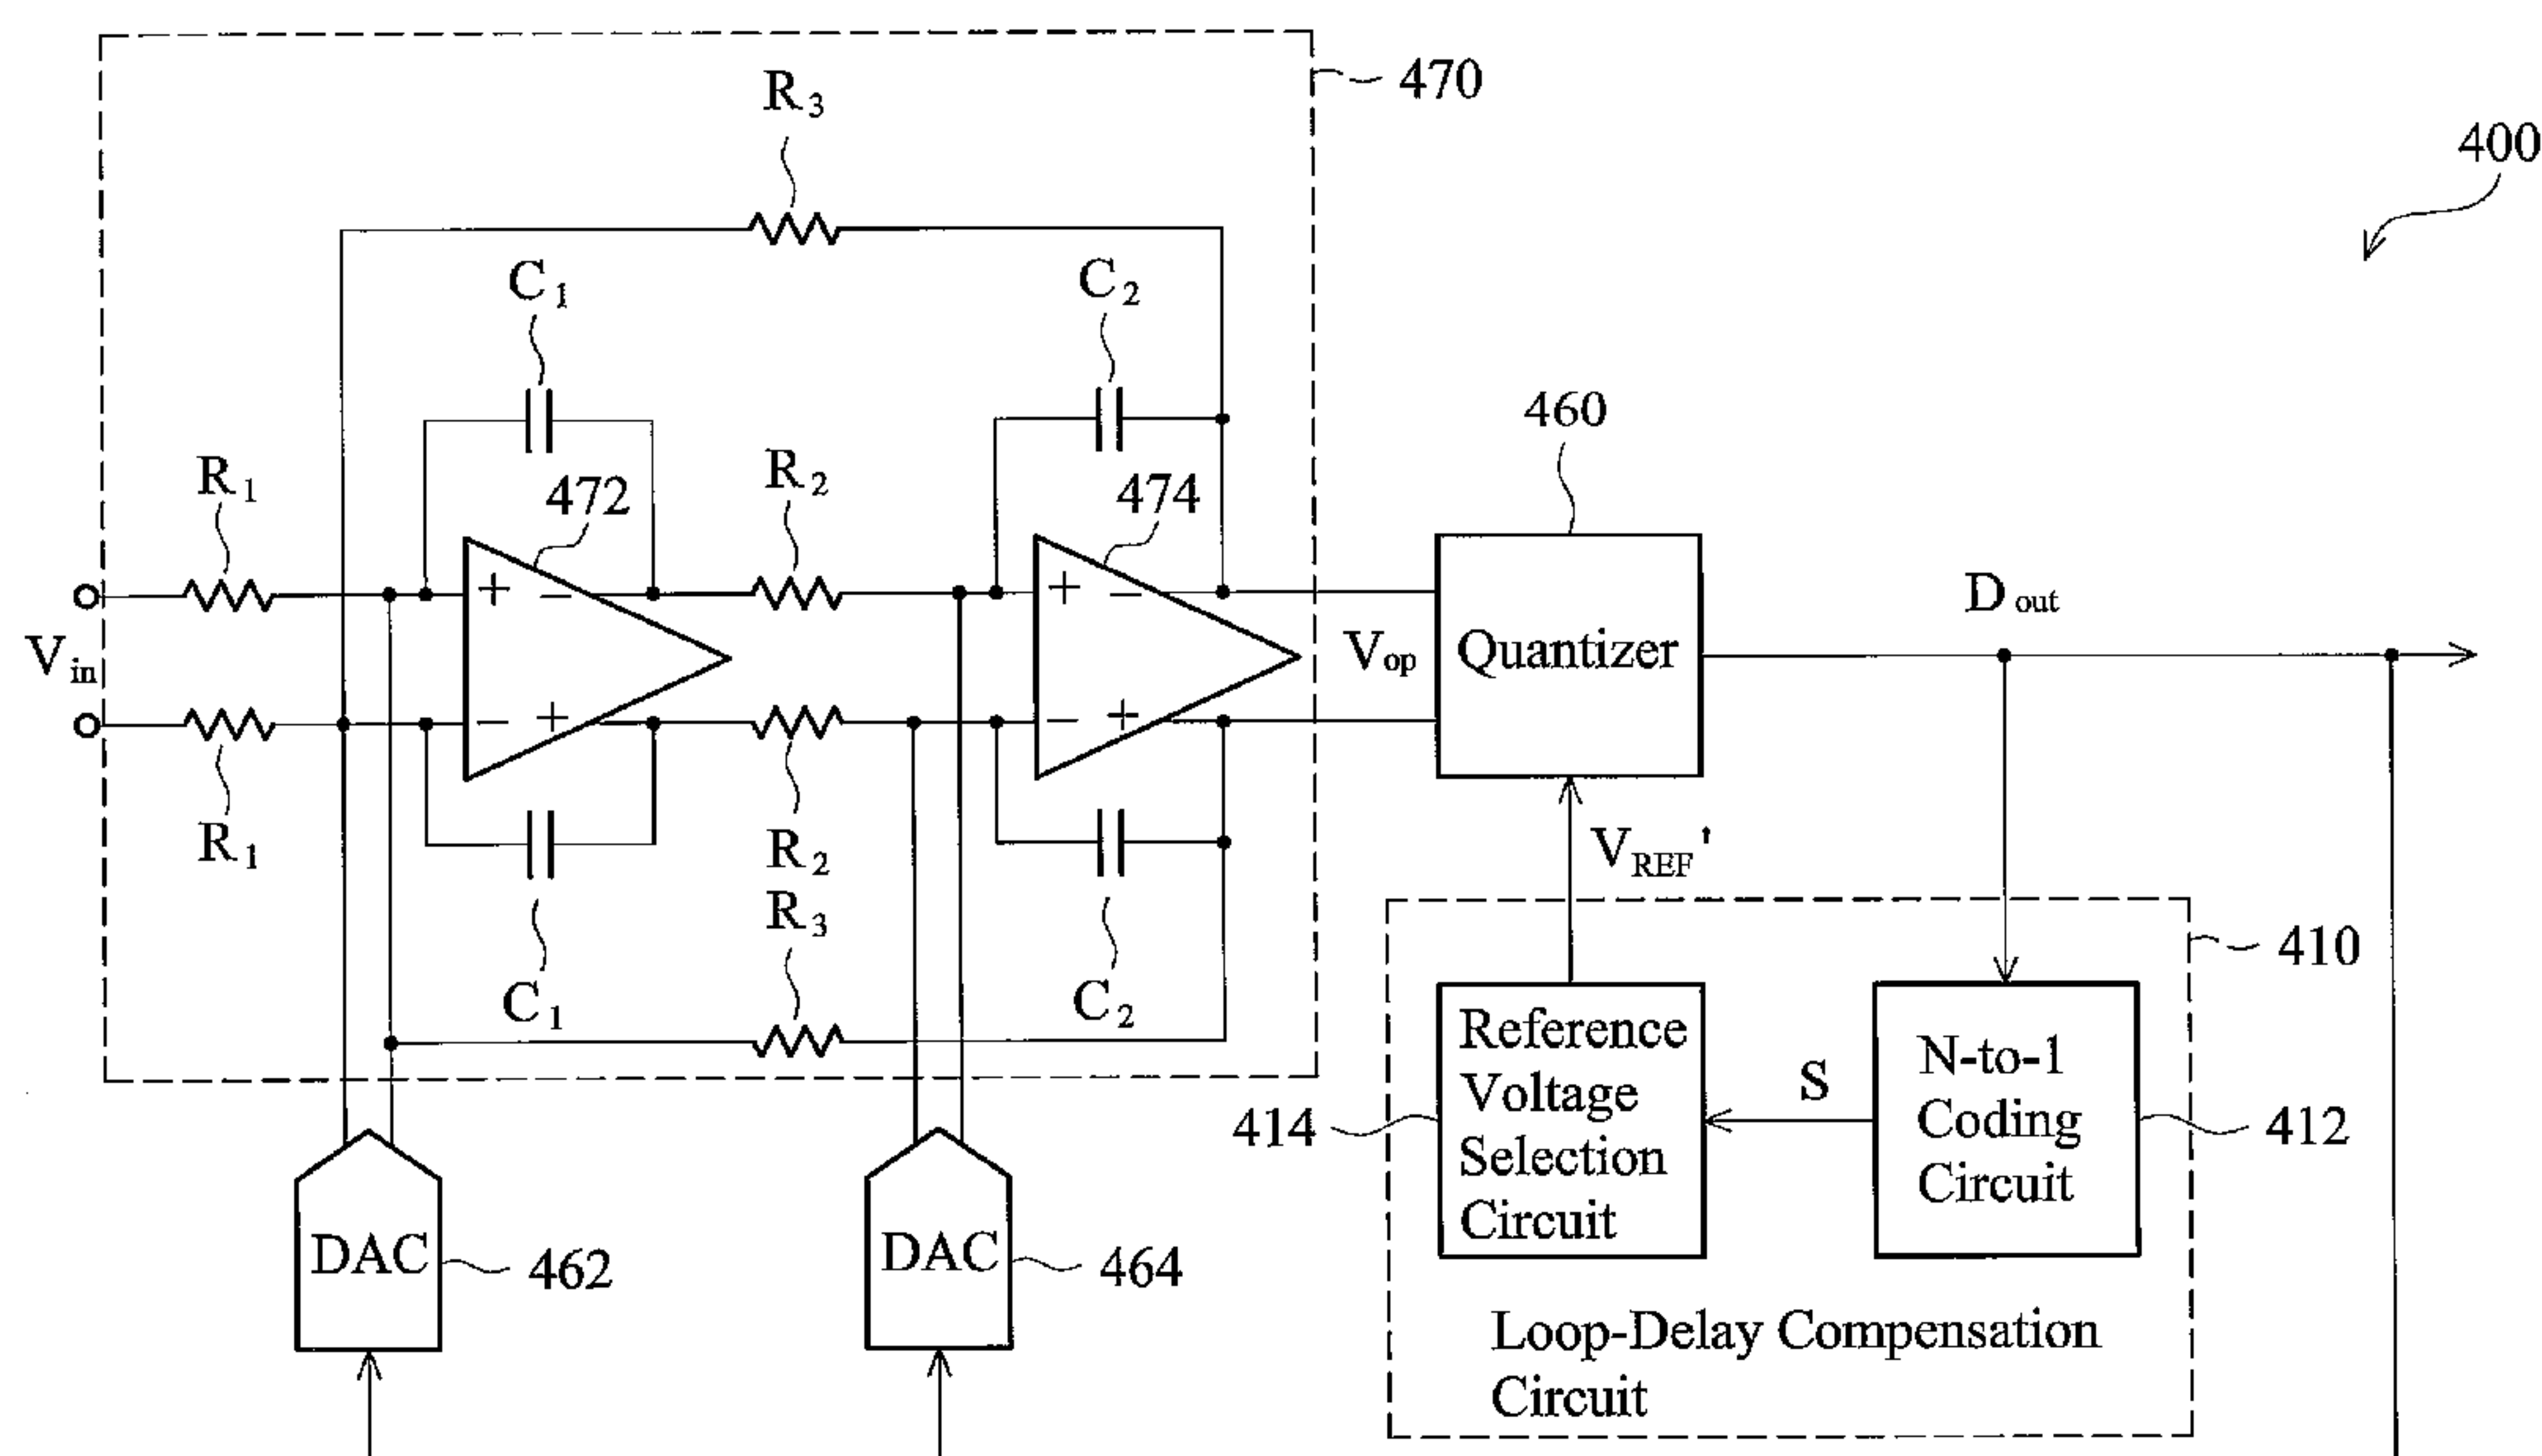 470
R3
400
C1
C2
460
R1
472
R2
474
+
−
+
−
Dout
Vin
Vop
Quantizer
−
+
−
+
R1
R2
VREF'
R3
410
C1
C2
Reference
Voltage
Selection
Circuit
414
S
N-to-1
Coding
Circuit
412
DAC
462
DAC
464
Loop-Delay Compensation
Circuit